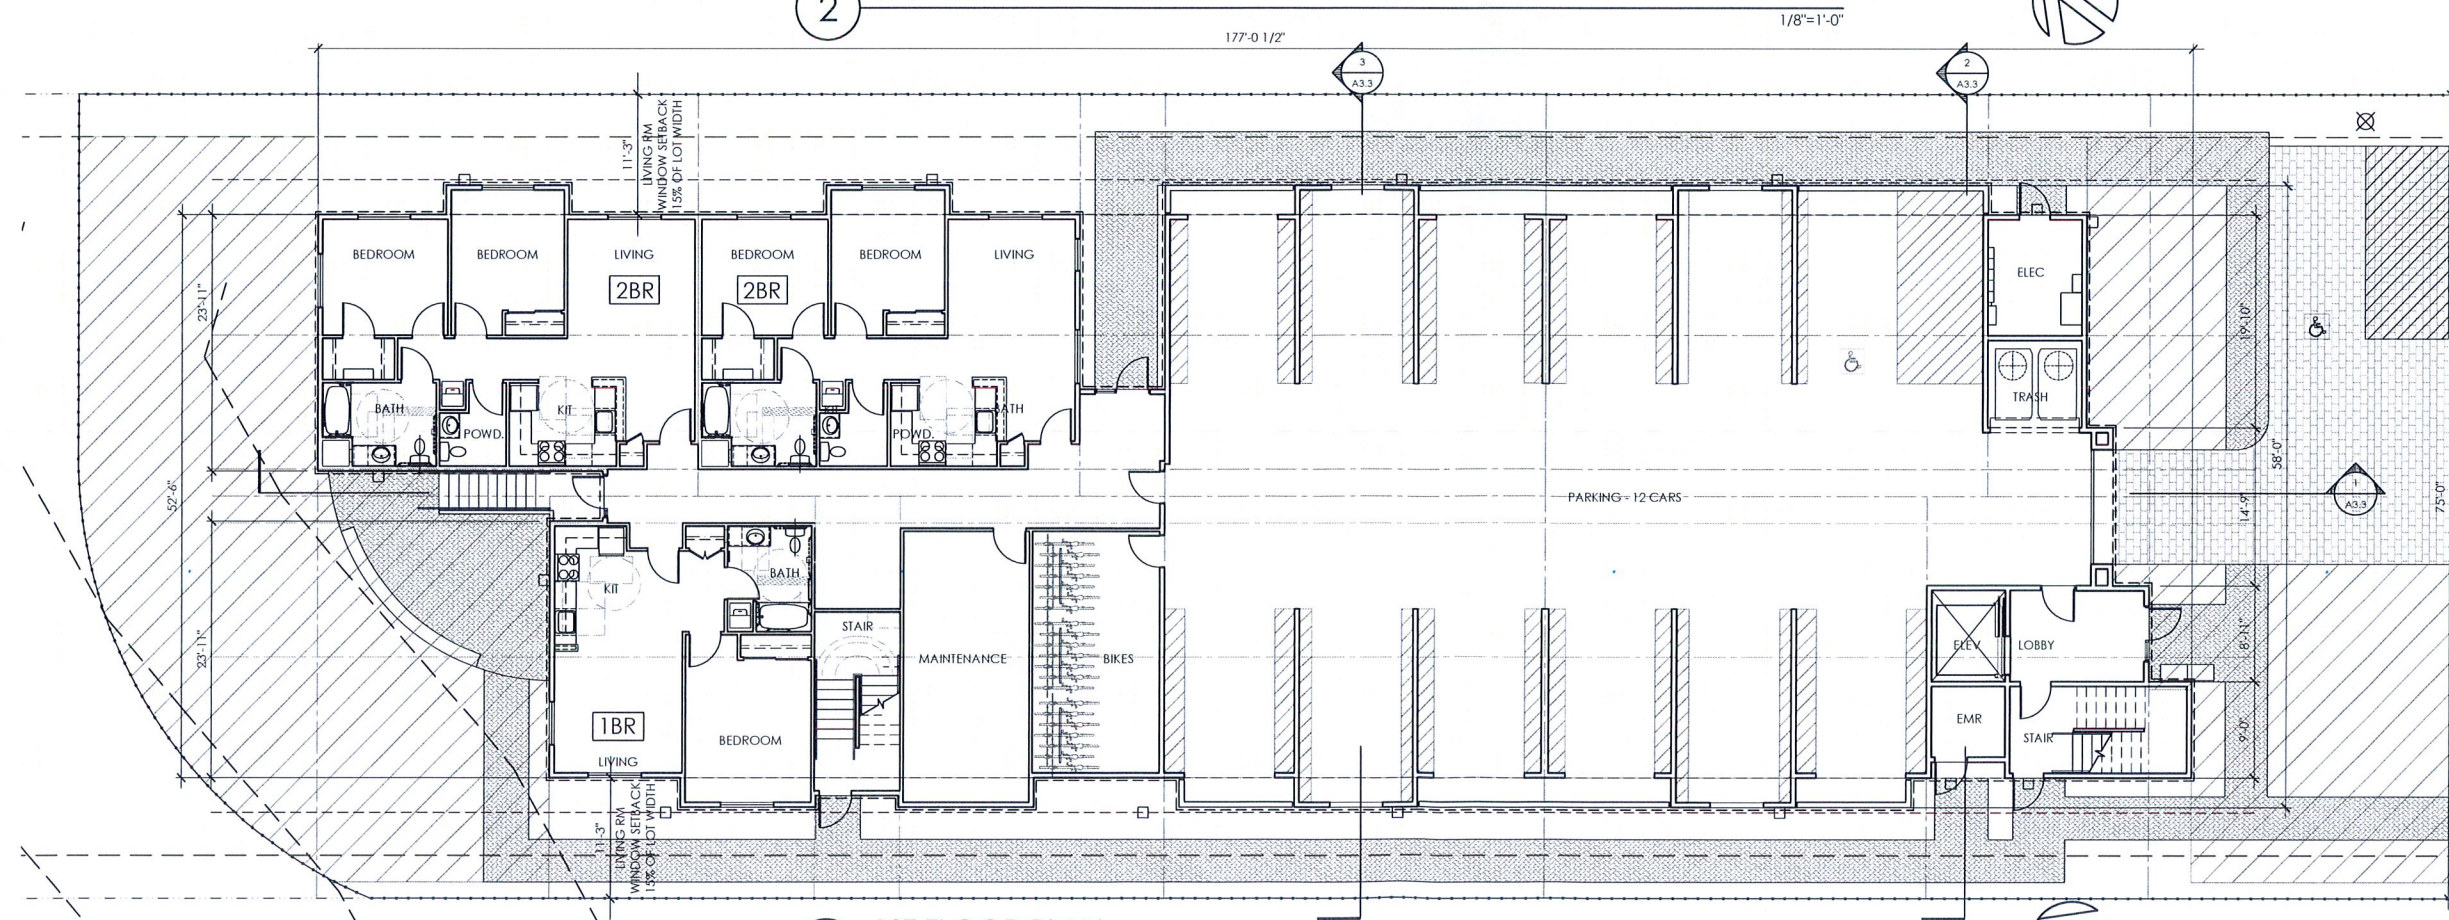 2
1/8"=1'-0"
177'-0 1/2"
3
A3.3
2
A3.3
11'-3"
LIVING RM
WINDOW SETBACK
15% OF LOT WIDTH
BEDROOM
BEDROOM
LIVING
2BR
BEDROOM
2BR
BEDROOM
LIVING
ELEC
23'-11"
19'-10"
BATH
POWD.
KIT
POWD.
BATH
TRASH
58'-0"
52'-6"
PARKING - 12 CARS
14'-9"
1
A3.3
75'-0"
KIT
BATH
STAIR
MAINTENANCE
BIKES
ELEV
LOBBY
8'-11"
23'-11"
1BR
LIVING
BEDROOM
EMR
STAIR
9'-0"
11'-3"
LIVING RM
WINDOW SETBACK
15% OF LOT WIDTH